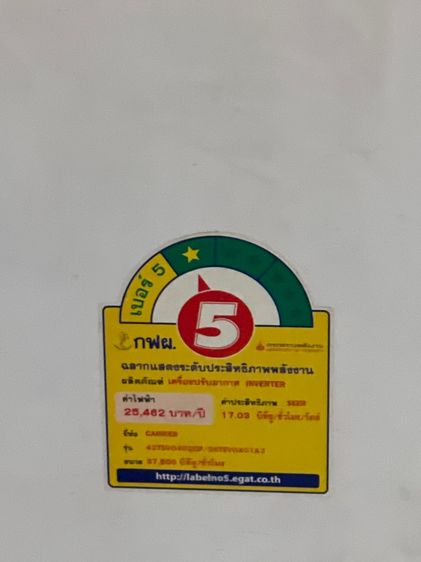 เบอร์ 5
5
กฟผ.
ฉลากแสดงระดับประสิทธิภาพพลังงาน
ผลิตภัณฑ์ เครื่องปรับอากาศ INVERTER
ค่าไฟฟ้า ค่าประสิทธิภาพ SEER
25,462 บาท/ปี 17.03 บีทียู/ชั่วโมง/วัตต์
ยี่ห้อ CARRIER
รุ่น
ขนาด บีทียู/ชั่วโมง
http://labelno5.egat.co.th